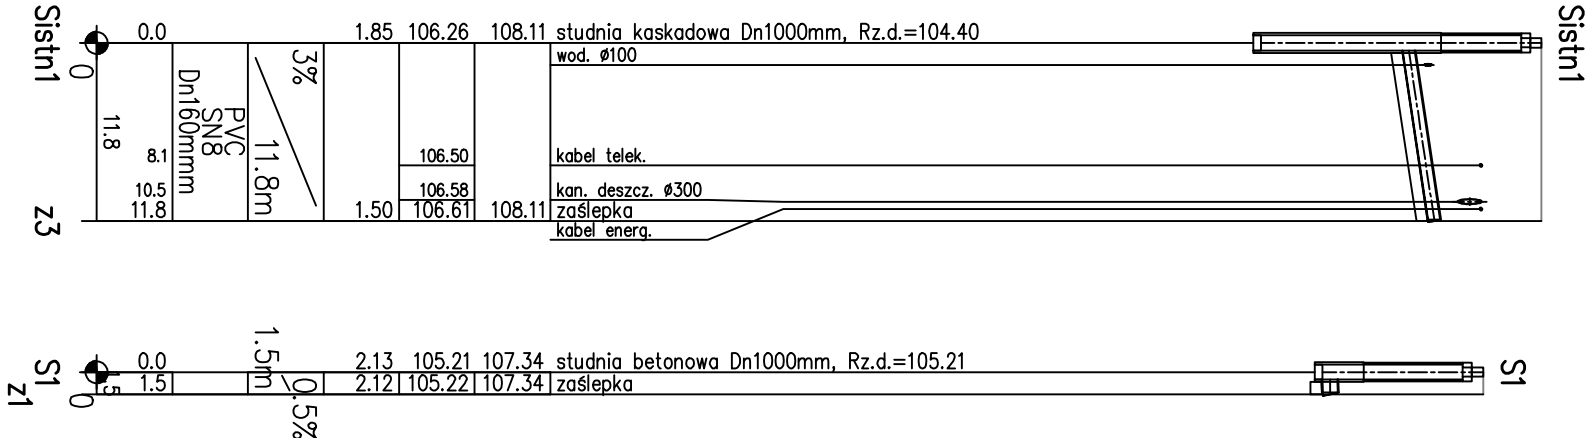 Sistn1
0.0
1.85 106.26 108.11 studnia kaskadowa Dn1000mm, Rz.d.=104.40
Sistn1
0
3%
wod. ø100
PVC
SN8
Dn160mmm
11.8m
11.8
8.1
106.50
kabel telek.
10.5
106.58
kan. deszcz. ø300
z3
11.8
1.50 106.61 108.11 zaślepka
kabel energ.
S1
0.0
1.5m
2.13 105.21 107.34 studnia betonowa Dn1000mm, Rz.d.=105.21
S1
z1
0
1.5
0.5%
2.12 105.22 107.34 zaślepka